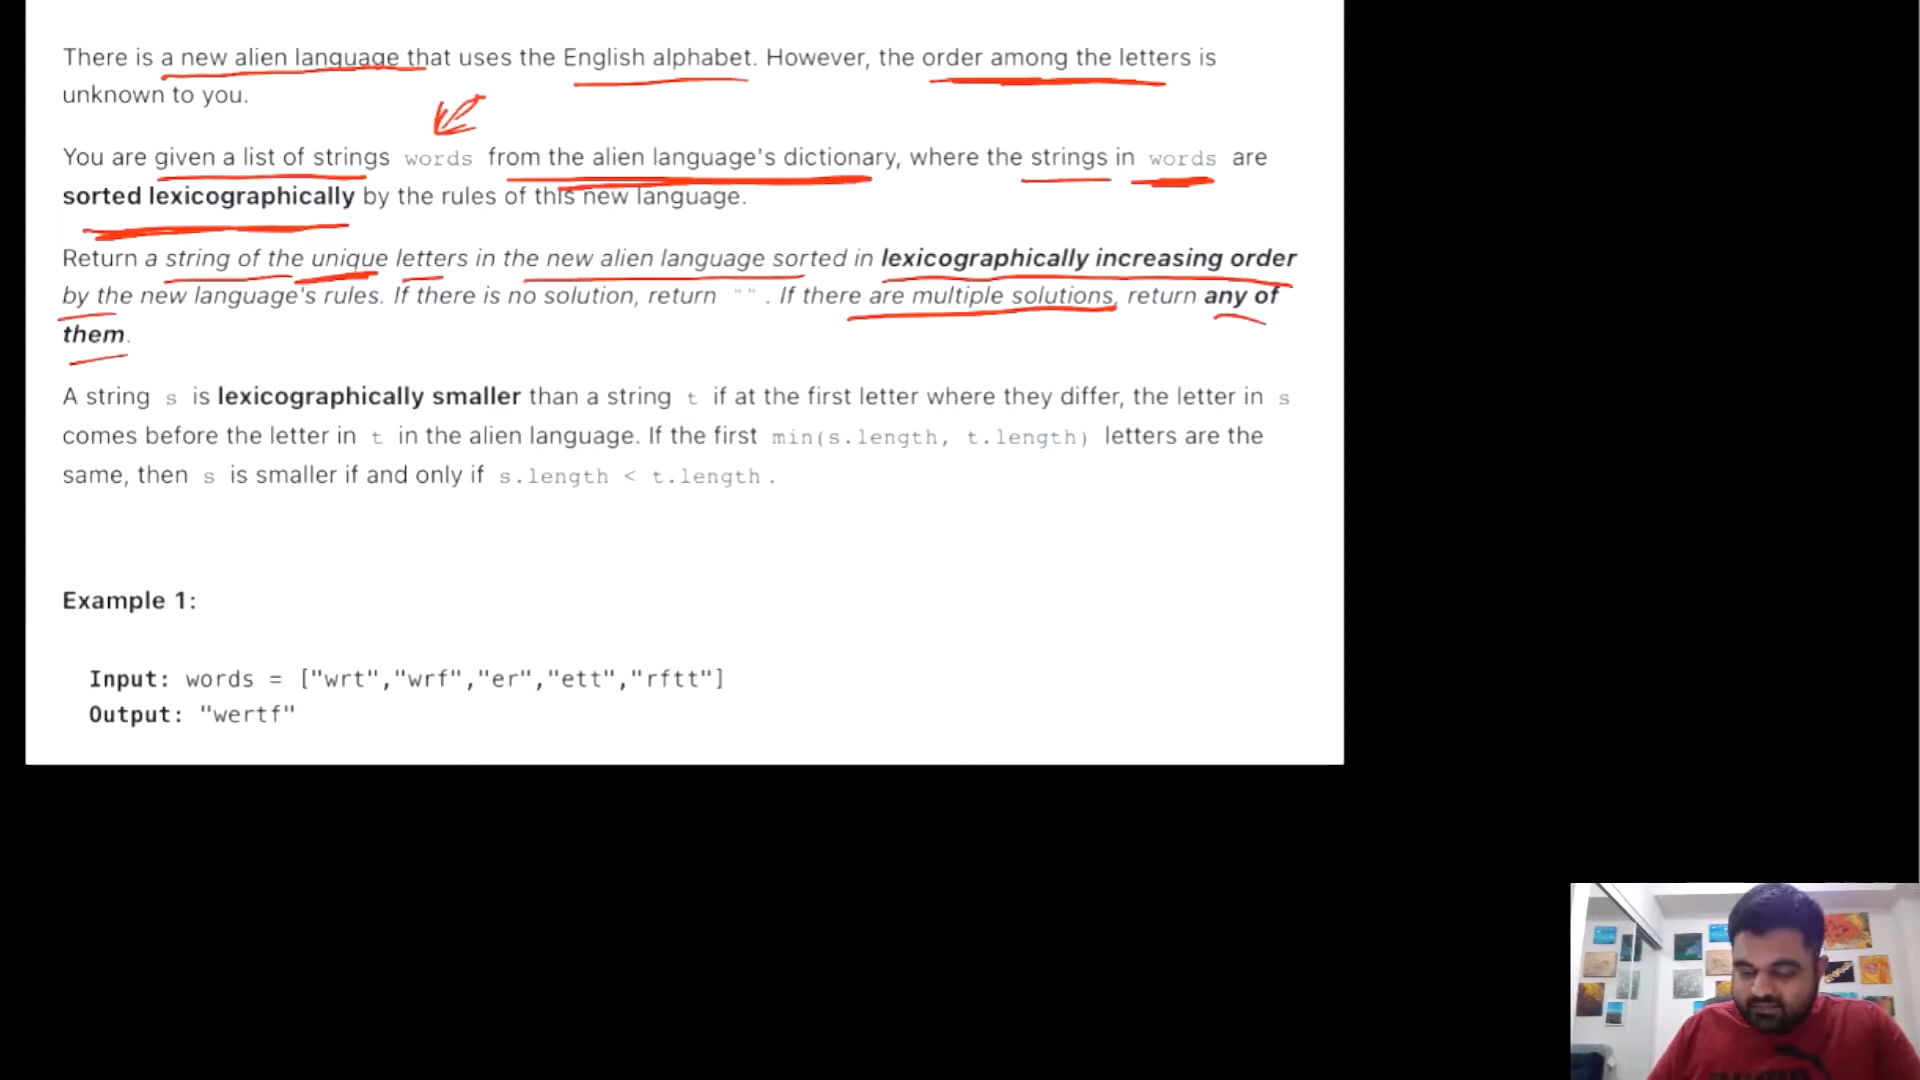 There is a new alien language that uses the English alphabet. However, the order among the letters is
unknown to you.
You are given a list of strings words from the alien language's dictionary, where the strings in words are
sorted lexicographically by the rules of this new language.
Return a string of the unique letters in the new alien language sorted in lexicographically increasing order
by the new language's rules. If there is no solution, return "". If there are multiple solutions, return any of
them.
A string s is lexicographically smaller than a string t if at the first letter where they differ, the letter in s
comes before the letter in t in the alien language. If the first min(s.length, t.length) letters are the
same, then s is smaller if and only if s.length < t.length.
Example 1:
Input: words = ["wrt","wrf","er","ett","rftt"]
Output: "wertf"